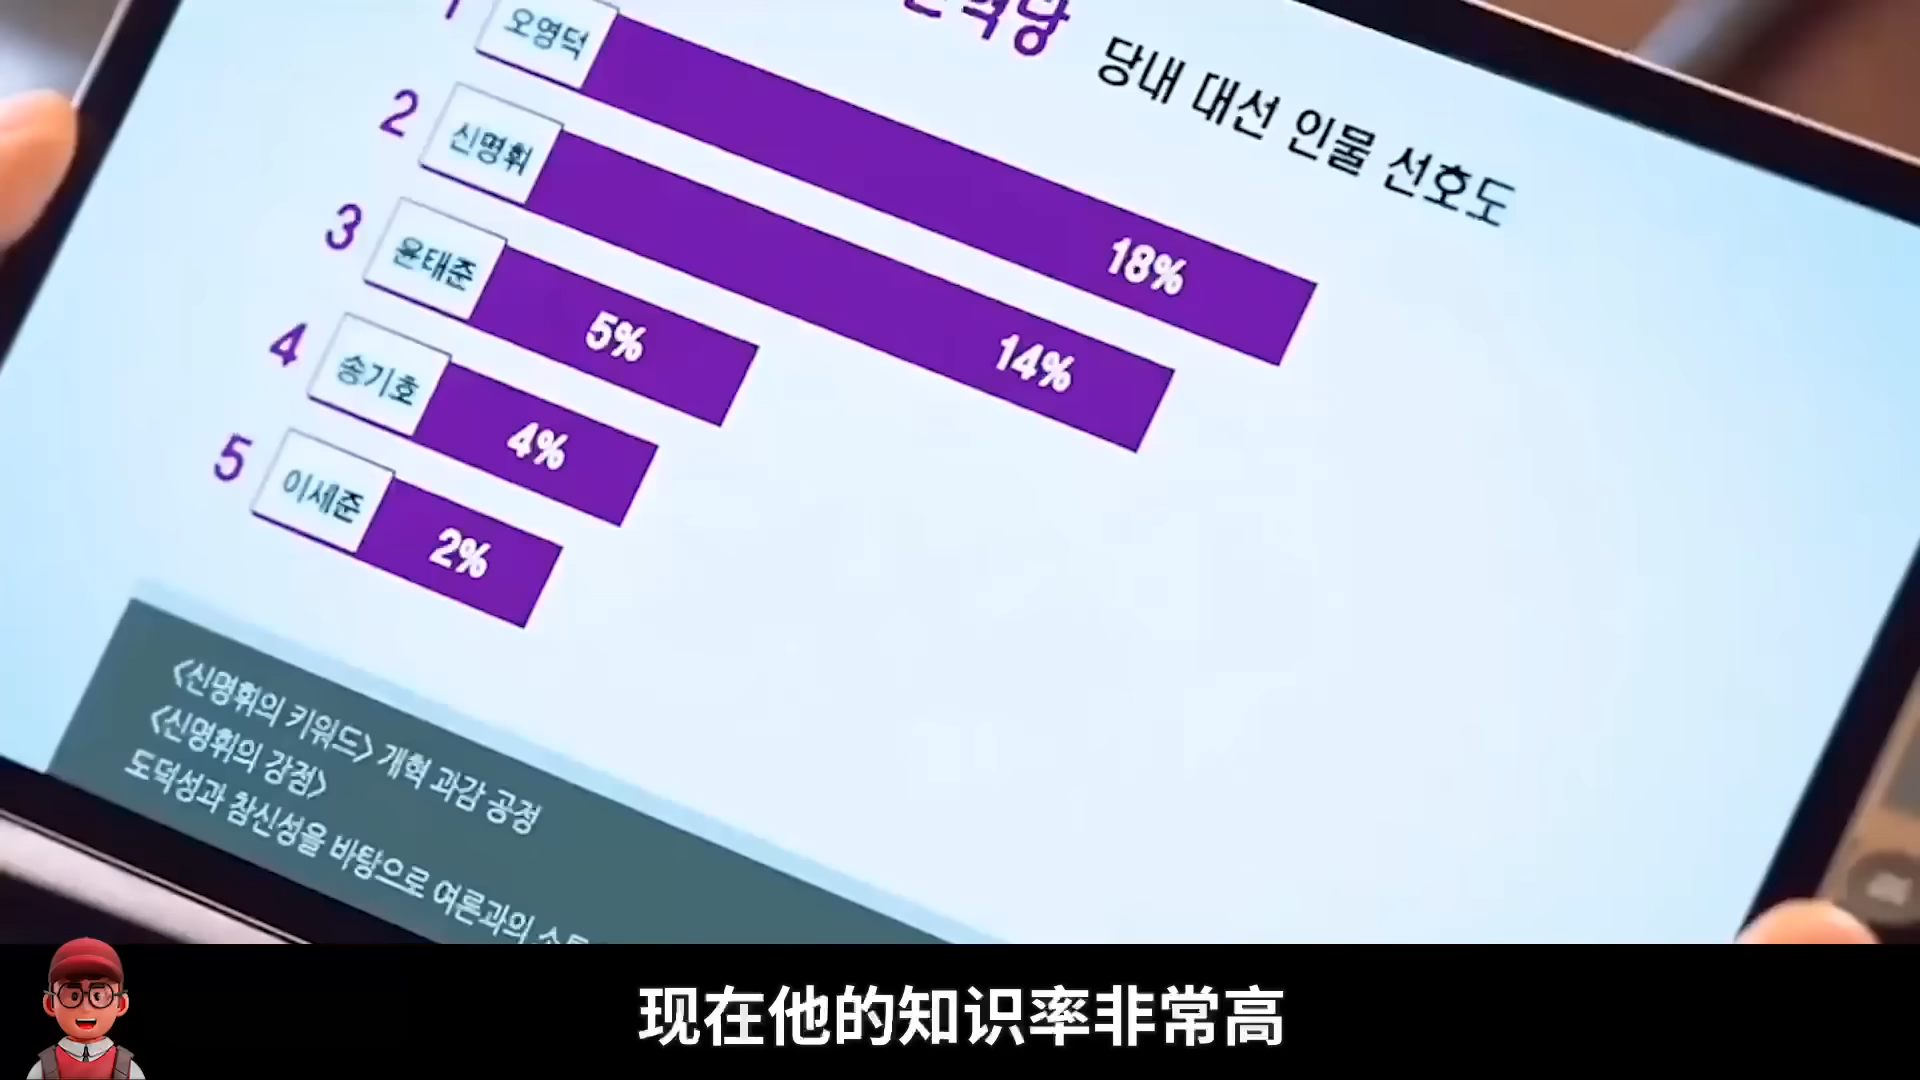 당내 대선 인물 선호도
오영덕 18%
2 신명휘 14%
3 윤태준 5%
4 송기호 4%
5 이세준 2%
<신명휘의 키워드> 개혁 과감 공정
<신명휘의 강점>
도덕성과 참신성을 바탕으로 여론과의
现在他的知识率非常高